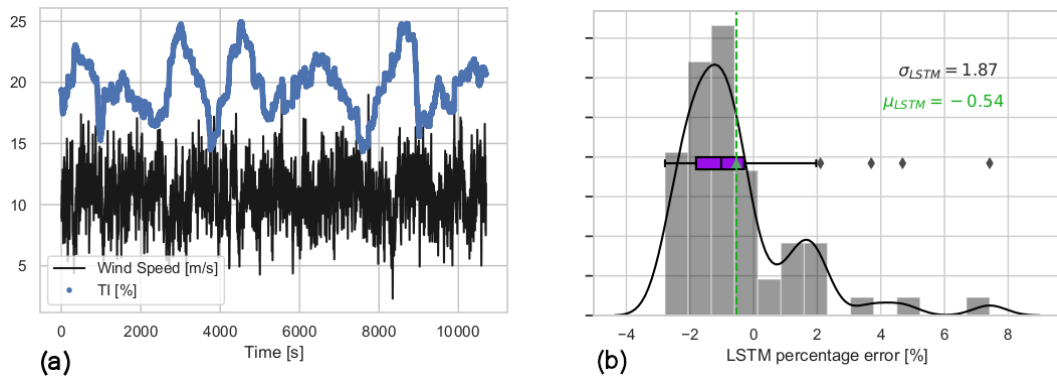 25
20
15
10
5
Wind Speed [m/s]
TI [%]
0 2000 4000 6000 8000 10000
Time [s]
(a)
σLSTM = 1.87
μLSTM = −0.54
−4 −2 0 2 4 6 8
LSTM percentage error [%]
(b)